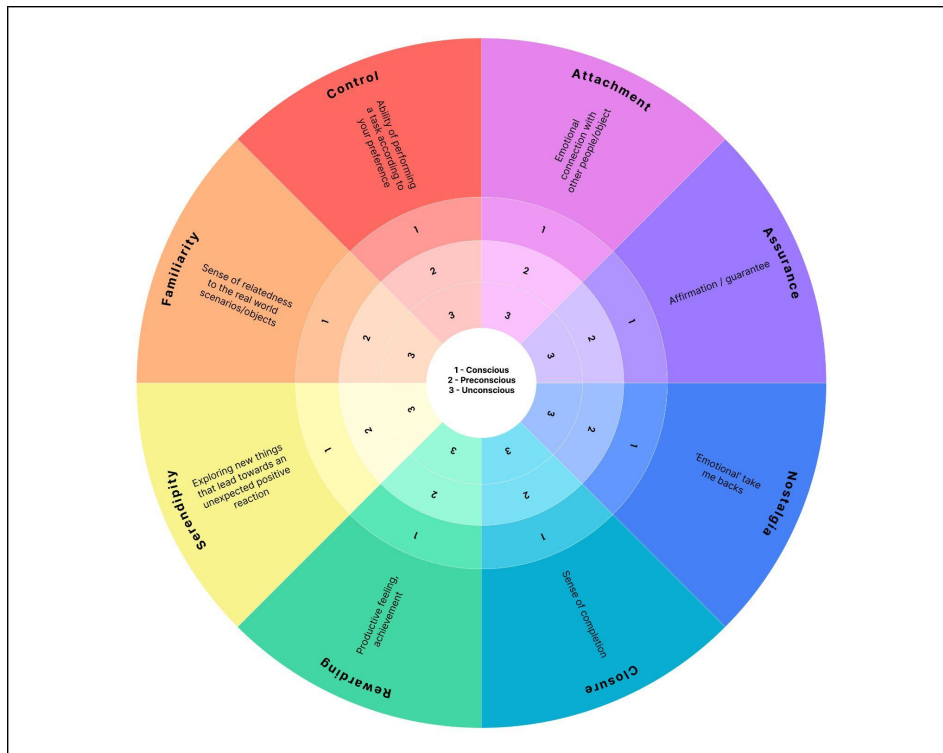 Attachment
Emotional
connection with
other people/object
1
2
3
Assurance
Affirmation / guarantee
1
2
3
Nostalgia
'Emotional' take
me backs
1
2
3
Closure
Sense of completion
1
2
3
Rewarding
Productive feeling,
achievement
1
2
3
Serendipity
Exploring new things
that lead towards an
unexpected positive
reaction
1
2
3
Familiarity
Sense of relatedness
to the real world
scenarios/objects
1
2
3
Control
Ability of performing
a task according to
your preference
1
2
3
1 - Conscious
2 - Preconscious
3 - Unconscious